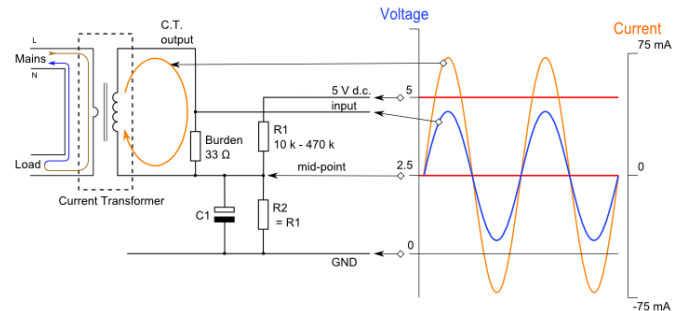 C.T.
output
Voltage
Current
L
Mains
N
75 mA
5 V d.c.
5
input
Burden
33 Ω
R1
10 k - 470 k
mid-point
2.5
0
Load
Current Transformer
C1
R2
= R1
0
GND
-75 mA